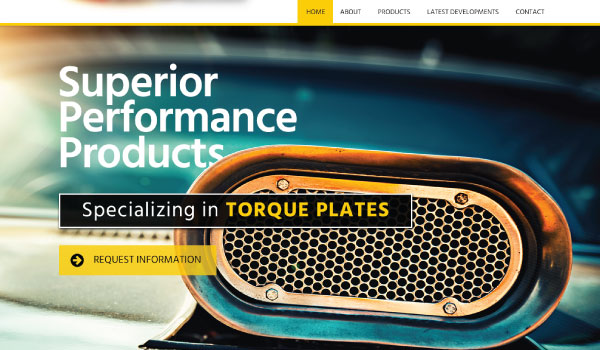 HOME ABOUT PRODUCTS LATEST DEVELOPMENTS CONTACT
Superior
Performance
Products
Specializing in TORQUE PLATES
REQUEST INFORMATION